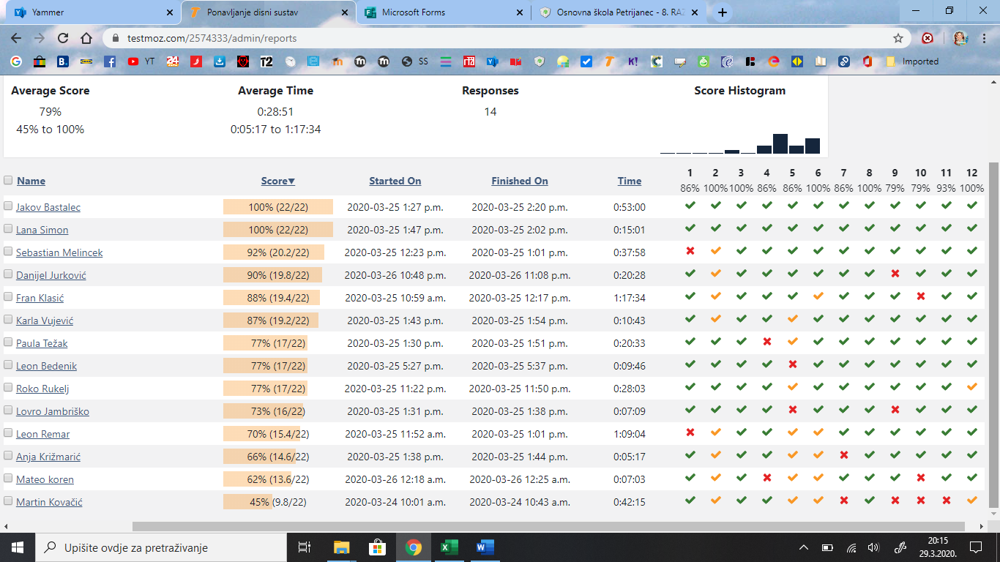 Yammer
Ponavljanje disni sustav
Microsoft Forms
Osnovna škola Petrijanec - 8. RAZ
testmoz.com/2574333/admin/reports
YT SS Imported
Average Score Average Time Responses Score Histogram
79% 0:28:51 14
45% to 100% 0:05:17 to 1:17:34
1 2 3 4 5 6 7 8 9 10 11 12
Name Score▼ Started On Finished On Time
86% 100% 100% 86% 86% 100% 86% 100% 79% 79% 93% 100%
Jakov Bastalec 100% (22/22) 2020-03-25 1:27 p.m. 2020-03-25 2:20 p.m. 0:53:00
Lana Simon 100% (22/22) 2020-03-25 1:47 p.m. 2020-03-25 2:02 p.m. 0:15:01
Sebastian Melincek 92% (20.2/22) 2020-03-25 12:23 p.m. 2020-03-25 1:01 p.m. 0:37:58
Danijel Jurković 90% (19.8/22) 2020-03-26 10:48 p.m. 2020-03-26 11:08 p.m. 0:20:28
Fran Klasić 88% (19.4/22) 2020-03-25 10:59 a.m. 2020-03-25 12:17 p.m. 1:17:34
Karla Vujević 87% (19.2/22) 2020-03-25 1:43 p.m. 2020-03-25 1:54 p.m. 0:10:43
Paula Težak 77% (17/22) 2020-03-25 1:30 p.m. 2020-03-25 1:51 p.m. 0:20:33
Leon Bedenik 77% (17/22) 2020-03-25 5:27 p.m. 2020-03-25 5:37 p.m. 0:09:46
Roko Rukelj 77% (17/22) 2020-03-25 11:22 p.m. 2020-03-25 11:50 p.m. 0:28:03
Lovro Jambriško 73% (16/22) 2020-03-25 1:31 p.m. 2020-03-25 1:38 p.m. 0:07:09
Leon Remar 70% (15.4/22) 2020-03-25 11:52 a.m. 2020-03-25 1:01 p.m. 1:09:04
Anja Križmarić 66% (14.6/22) 2020-03-25 1:38 p.m. 2020-03-25 1:44 p.m. 0:05:17
Mateo koren 62% (13.6/22) 2020-03-26 12:18 a.m. 2020-03-26 12:25 a.m. 0:07:03
Martin Kovačić 45% (9.8/22) 2020-03-24 10:01 a.m. 2020-03-24 10:43 a.m. 0:42:15
Upišite ovdje za pretraživanje
20:15
29.3.2020.